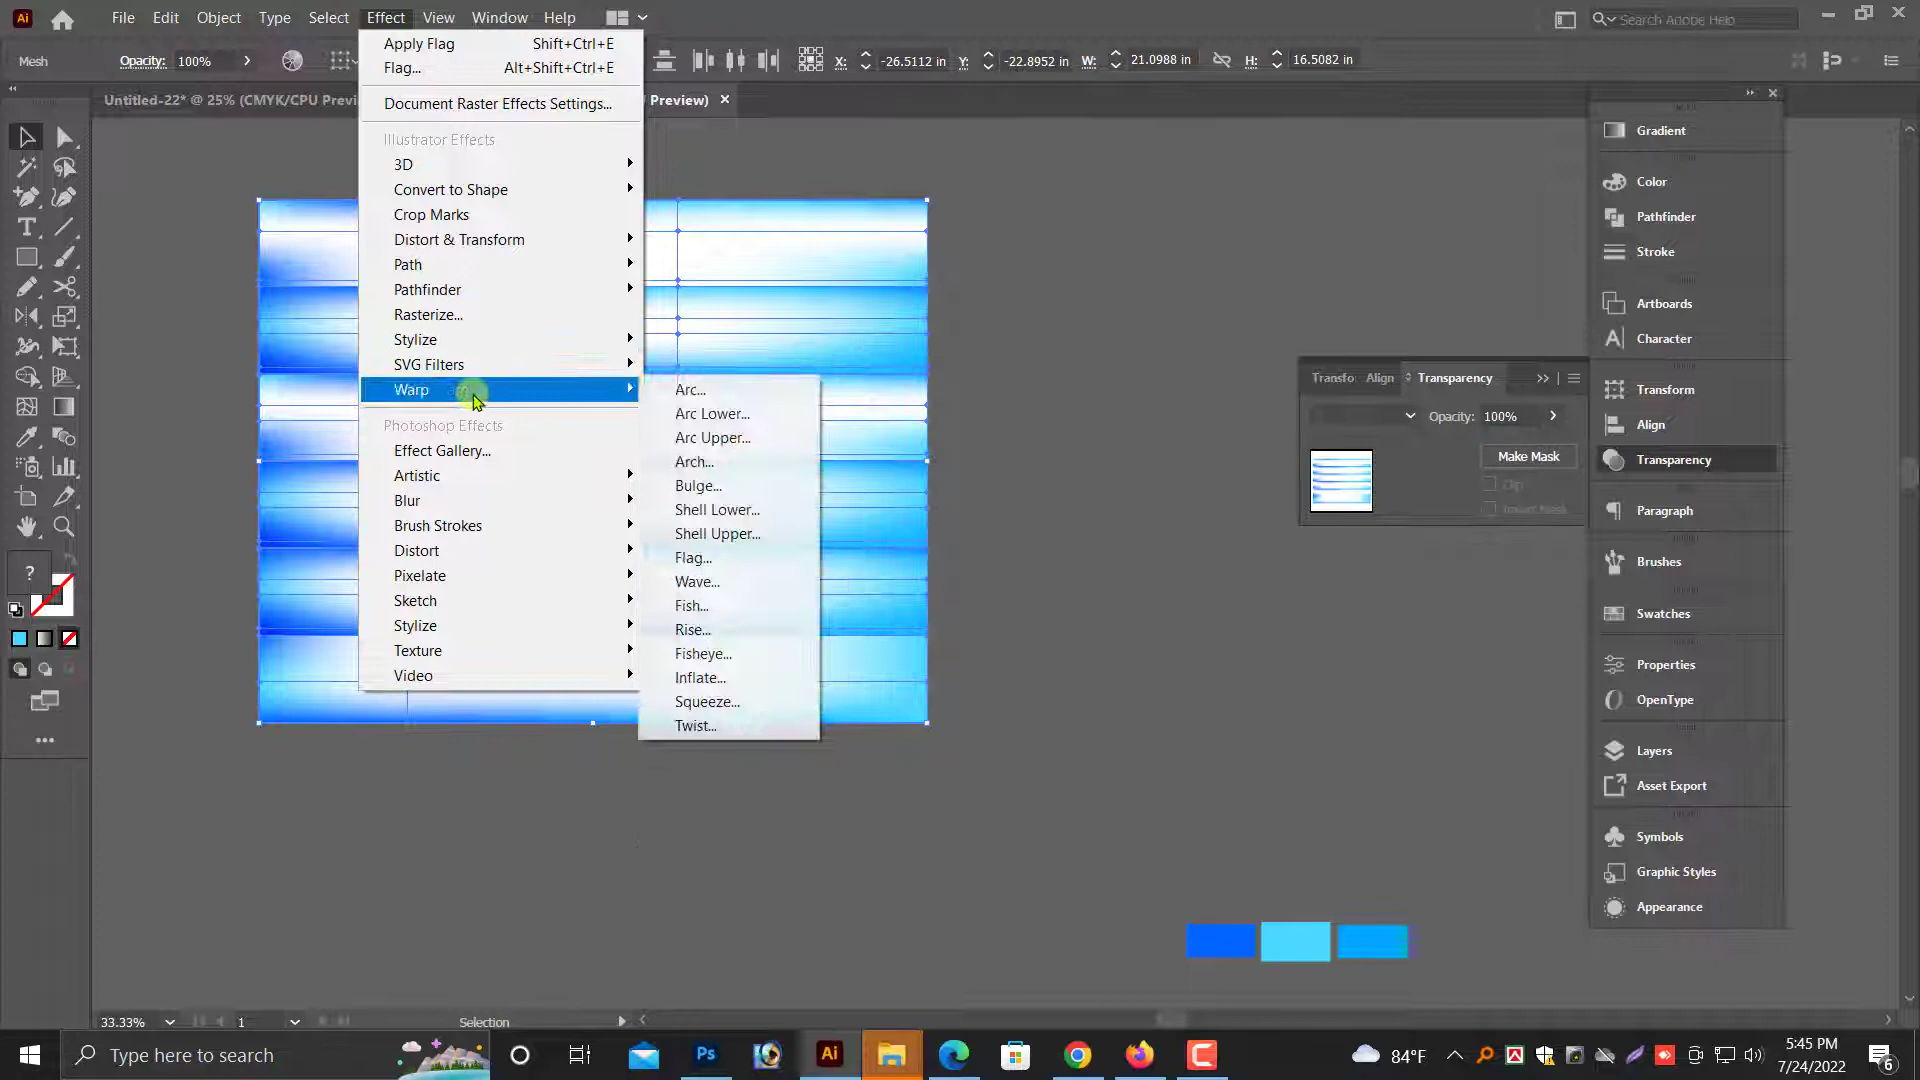 Ai File Edit Object Type Select Effect View Window Help Search Adobe Help
Mesh Opacity: 100% X: -26.5112 in Y: -22.8952 in W: 21.0988 in H: 16.5082 in
Untitled-22* @ 25% (CMYK/CPU Previ Preview) ×
Apply Flag Shift+Ctrl+E
Flag... Alt+Shift+Ctrl+E
Document Raster Effects Settings...
Illustrator Effects
3D
Convert to Shape
Crop Marks
Distort & Transform
Path
Pathfinder
Rasterize...
Stylize
SVG Filters
Warp
Photoshop Effects
Effect Gallery...
Artistic
Blur
Brush Strokes
Distort
Pixelate
Sketch
Stylize
Texture
Video
Arc...
Arc Lower...
Arc Upper...
Arch...
Bulge...
Shell Lower...
Shell Upper...
Flag...
Wave...
Fish...
Rise...
Fisheye...
Inflate...
Squeeze...
Twist...
Transfo Align Transparency
Opacity: 100%
Make Mask
Clip
Invert Mask
Gradient
Color
Pathfinder
Stroke
Artboards
Character
Transform
Align
Transparency
Paragraph
Brushes
Swatches
Properties
OpenType
Layers
Asset Export
Symbols
Graphic Styles
Appearance
?
33.33% 1 Selection
Type here to search Ps Ai 84°F 5:45 PM
7/24/2022 6